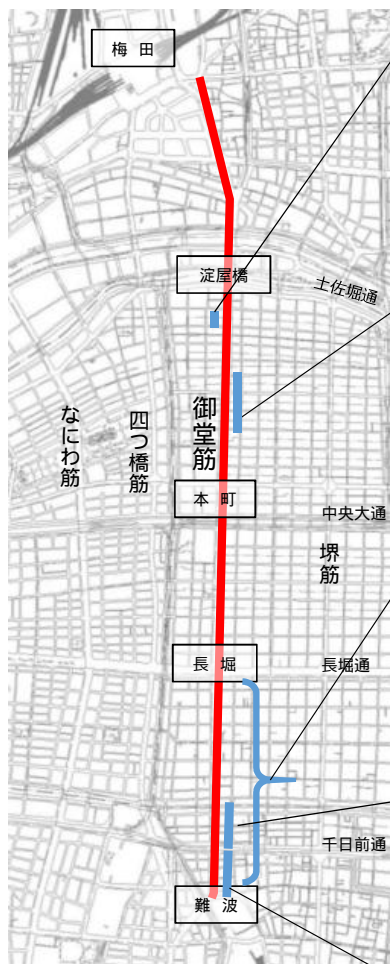 梅 田
淀屋橋
土佐堀通
御堂筋
四つ橋筋
なにわ筋
本 町
中央大通
堺筋
長 堀
長堀通
千日前通
難 波